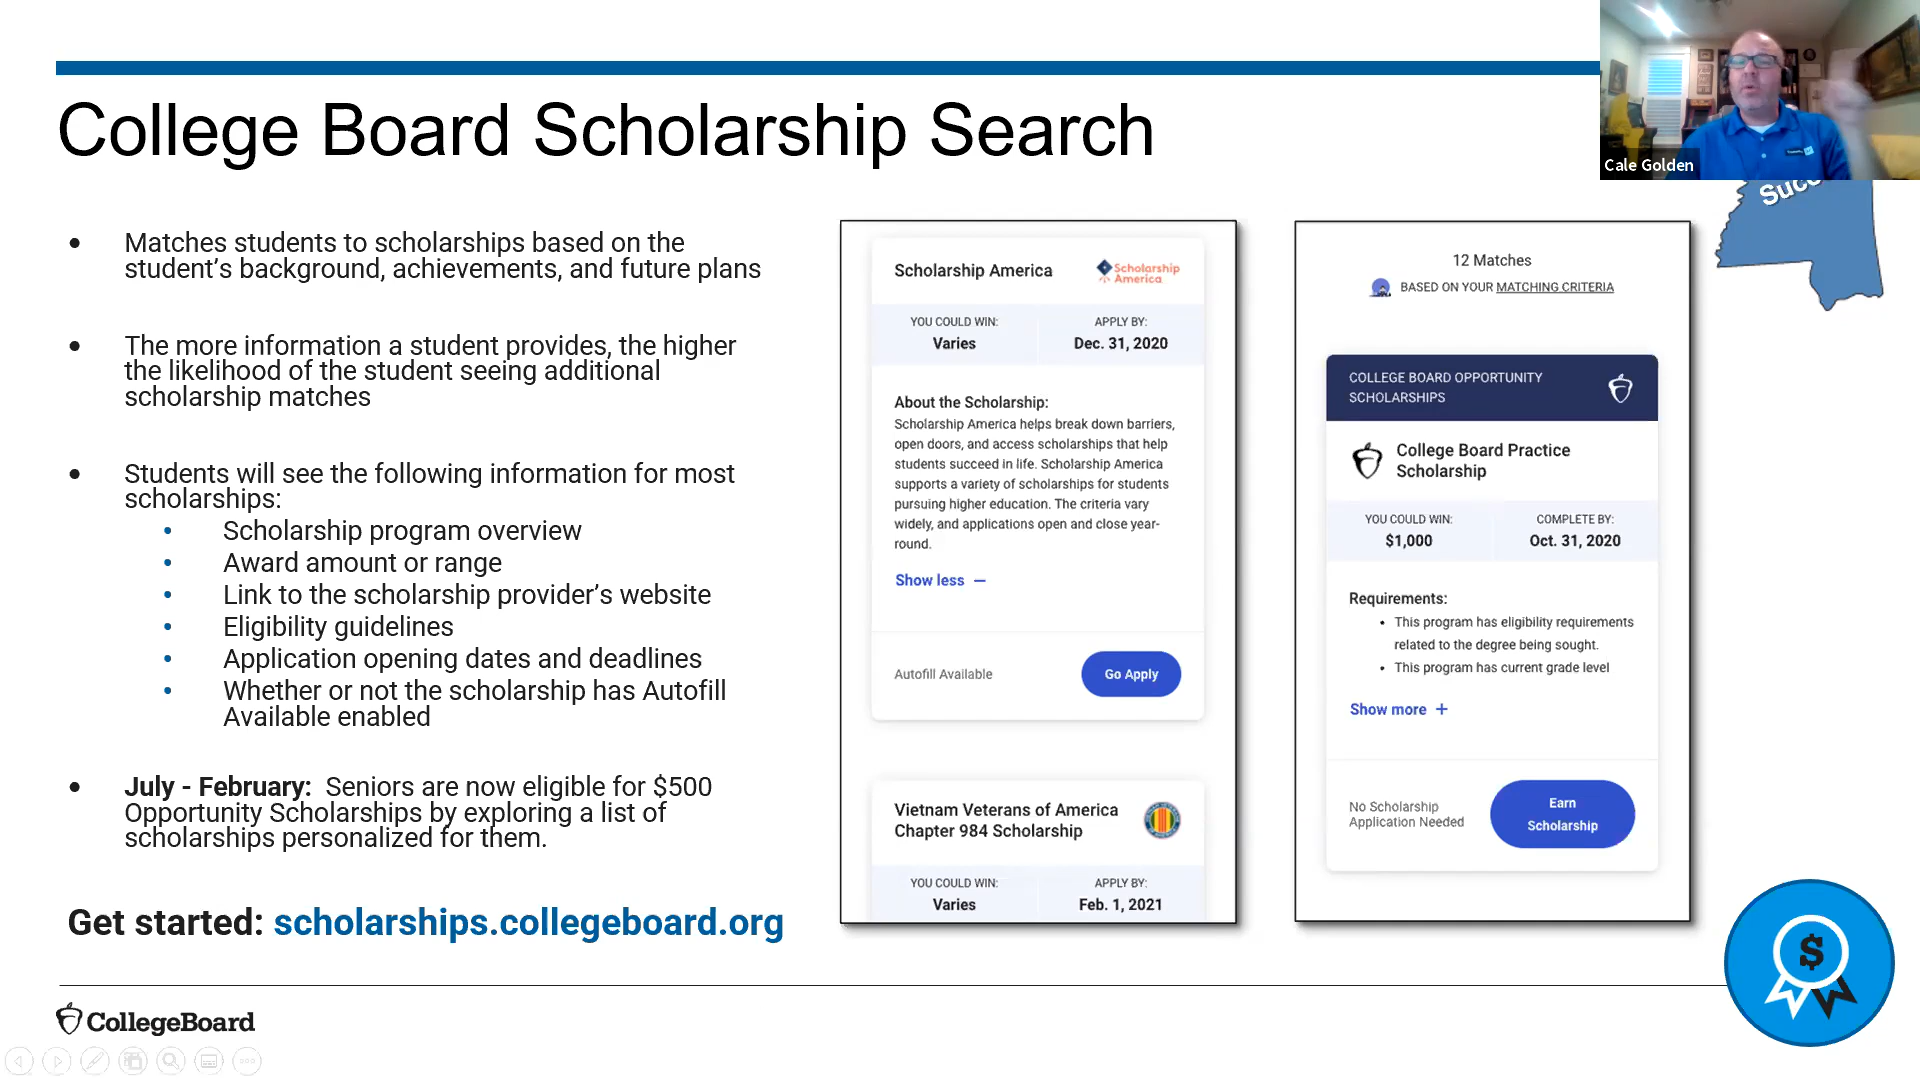 College Board Scholarship Search
Cale Golden
Succ
• Matches students to scholarships based on the
student’s background, achievements, and future plans
• The more information a student provides, the higher
the likelihood of the student seeing additional
scholarship matches
• Students will see the following information for most
scholarships:
• Scholarship program overview
• Award amount or range
• Link to the scholarship provider’s website
• Eligibility guidelines
• Application opening dates and deadlines
• Whether or not the scholarship has Autofill
Available enabled
• July - February: Seniors are now eligible for $500
Opportunity Scholarships by exploring a list of
scholarships personalized for them.
Get started: scholarships.collegeboard.org
Scholarship America
Scholarship
America
YOU COULD WIN: APPLY BY:
Varies Dec. 31, 2020
About the Scholarship:
Scholarship America helps break down barriers,
open doors, and access scholarships that help
students succeed in life. Scholarship America
supports a variety of scholarships for students
pursuing higher education. The criteria vary
widely, and applications open and close year-
round.
Show less −
Autofill Available Go Apply
Vietnam Veterans of America
Chapter 984 Scholarship
YOU COULD WIN: APPLY BY:
Varies Feb. 1, 2021
12 Matches
BASED ON YOUR MATCHING CRITERIA
COLLEGE BOARD OPPORTUNITY
SCHOLARSHIPS
College Board Practice
Scholarship
YOU COULD WIN: COMPLETE BY:
$1,000 Oct. 31, 2020
Requirements:
• This program has eligibility requirements
related to the degree being sought.
• This program has current grade level
Show more +
No Scholarship
Application Needed
Earn
Scholarship
$
CollegeBoard